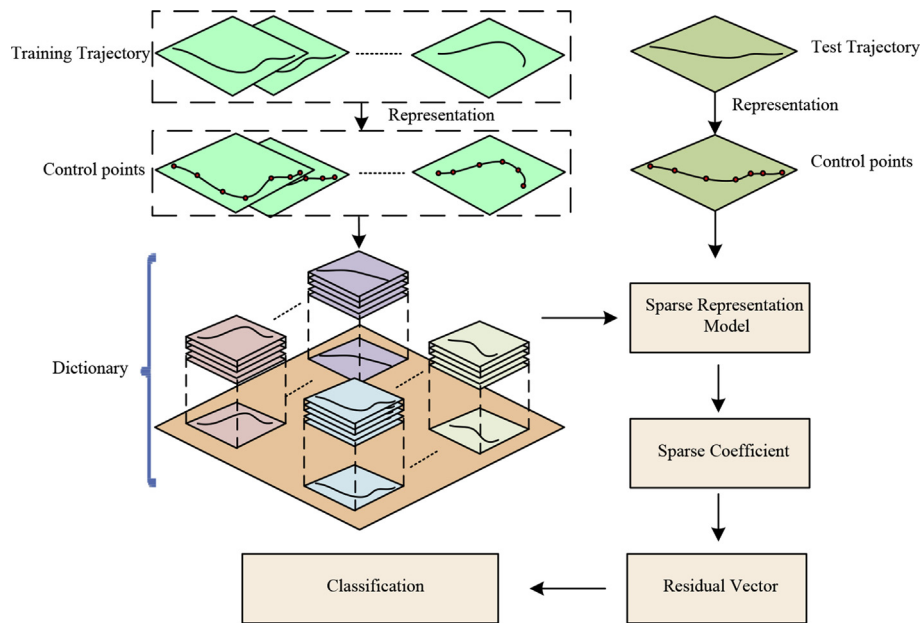 Training Trajectory
Test Trajectory
Representation
Representation
Control points
Control points
Dictionary
Sparse Representation
Model
Sparse Coefficient
Classification
Residual Vector